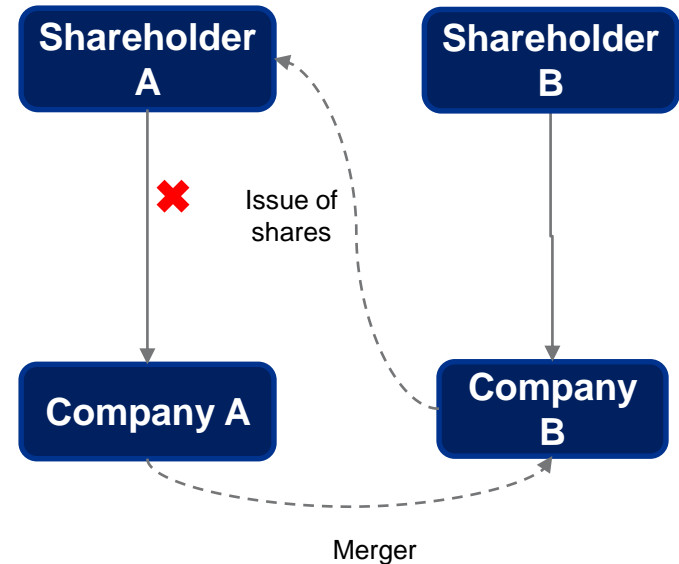 Shareholder
A
Shareholder
B
Issue of
shares
Company A
Company
B
Merger